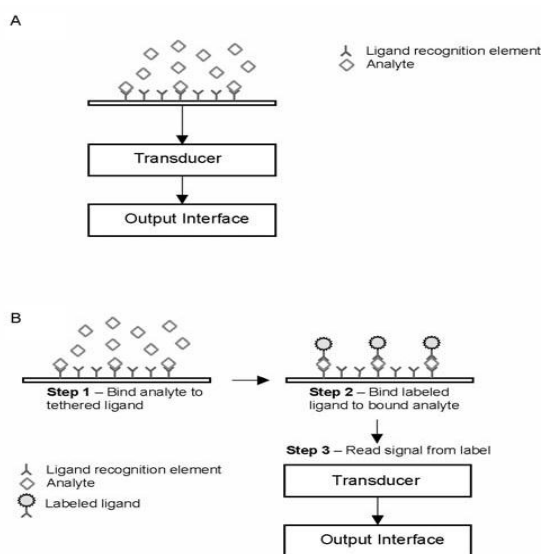 A
Ligand recognition element
Analyte
Transducer
Output Interface
B
Step 1 – Bind analyte to
tethered ligand
Step 2 – Bind labeled
ligand to bound analyte
Step 3 – Read signal from label
Ligand recognition element
Analyte
Labeled ligand
Transducer
Output Interface